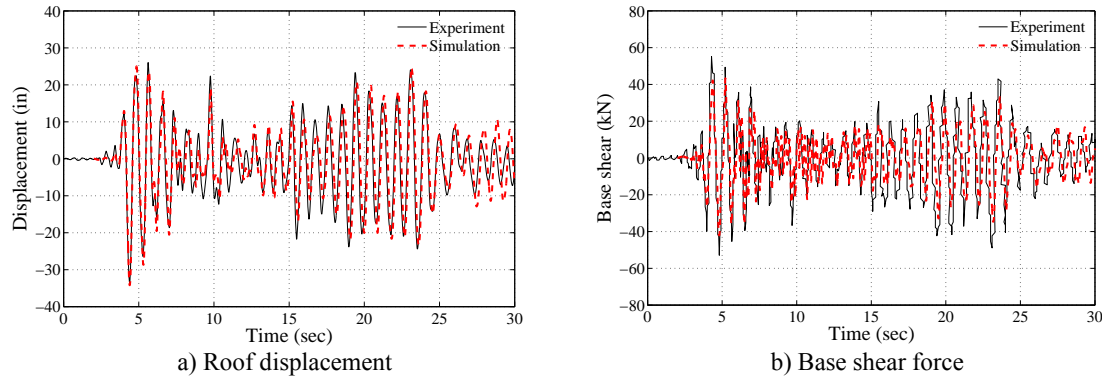 40
30
20
10
0
−10
−20
−30
−40
Displacement (in)
Experiment
Simulation
0 5 10 15 20 25 30
Time (sec)
a) Roof displacement
80
60
40
20
0
−20
−40
−60
−80
Base shear (kN)
Experiment
Simulation
0 5 10 15 20 25 30
Time (sec)
b) Base shear force